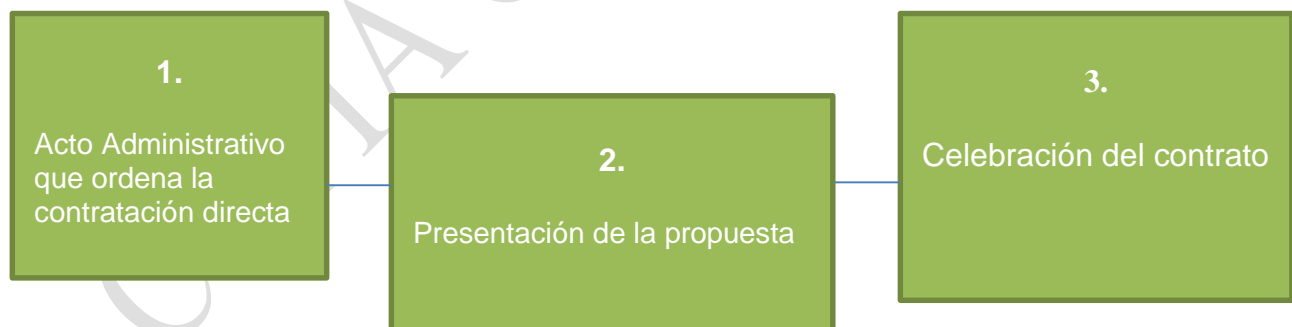 1.
Acto Administrativo
que ordena la
contratación directa
2.
Presentación de la propuesta
3.
Celebración del contrato